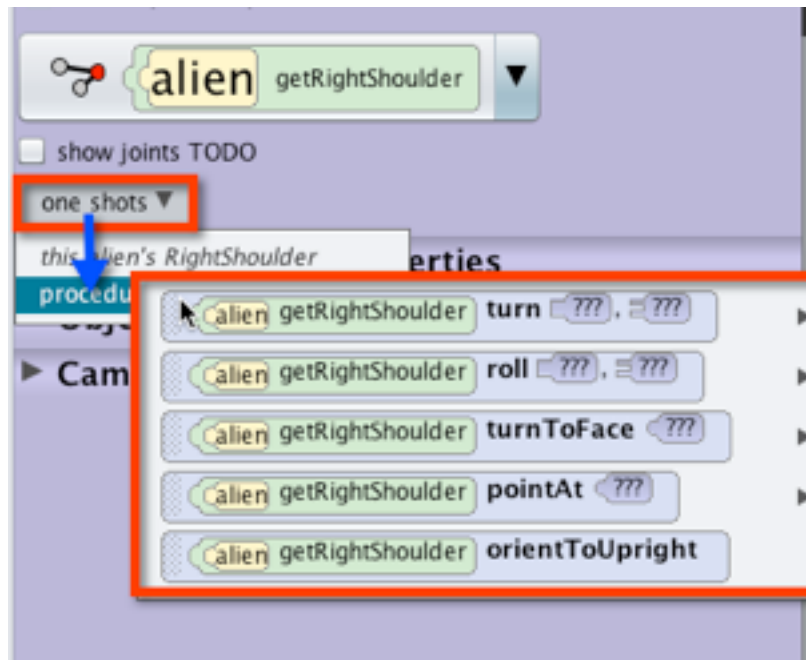 alien getRightShoulder
show joints TODO
one shots
this alien's RightShoulder
erties
procedu
alien getRightShoulder turn ???, ???
Cam
alien getRightShoulder roll ???, ???
alien getRightShoulder turnToFace ???
alien getRightShoulder pointAt ???
alien getRightShoulder orientToUpright